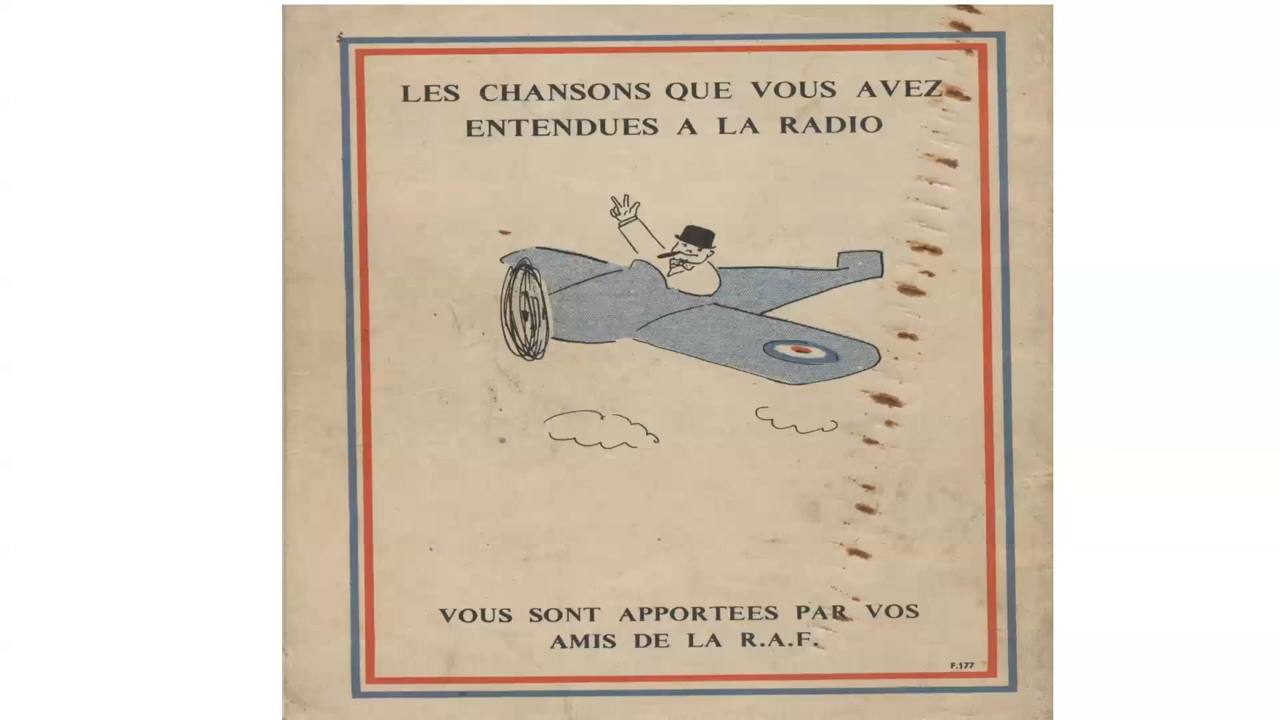 LES CHANSONS QUE VOUS AVEZ
ENTENDUES A LA RADIO
VOUS SONT APPORTEES PAR VOS
AMIS DE LA R.A.F.
F.177